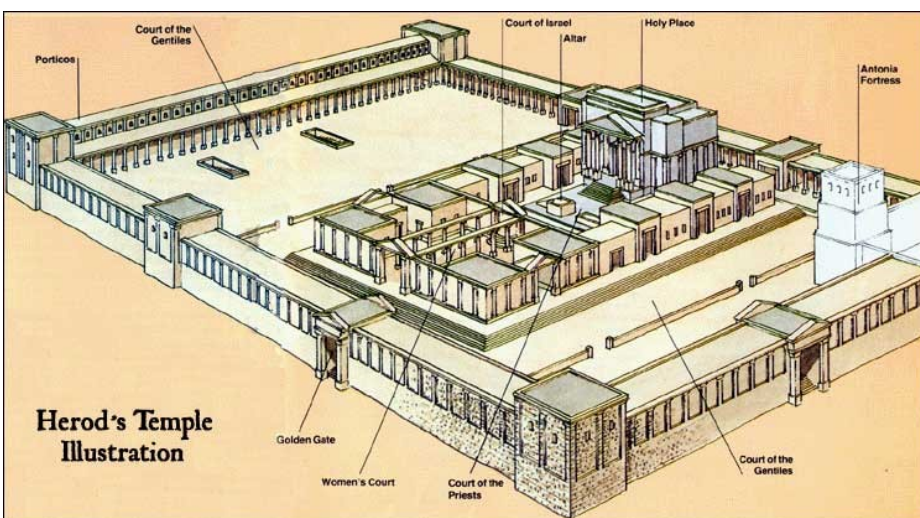 Court of the
Gentiles
Porticos
Court of Israel
Altar
Holy Place
Antonia
Fortress
Herod's Temple
Illustration
Golden Gate
Women's Court
Court of the
Priests
Court of the
Gentiles